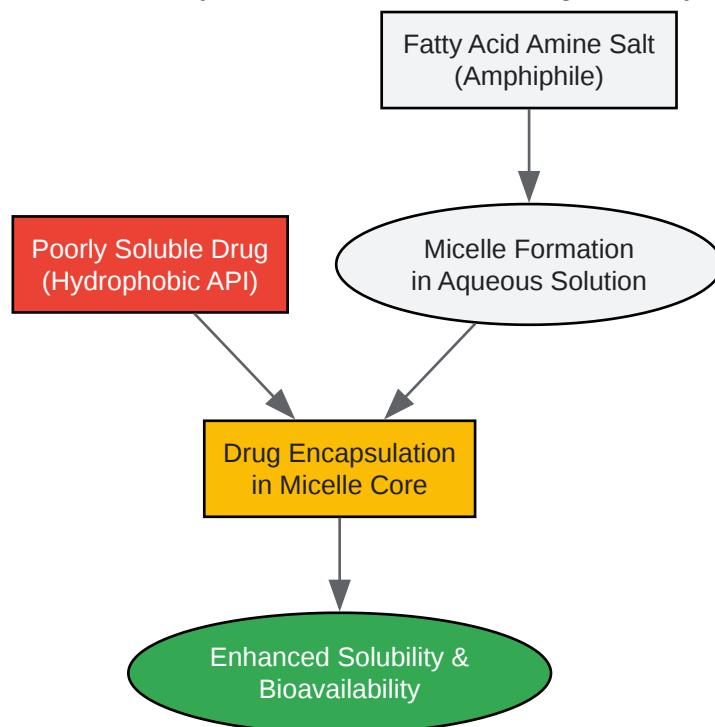 Fatty Acid Amine Salt
(Amphiphile)
Poorly Soluble Drug
(Hydrophobic API)
Micelle Formation
in Aqueous Solution
Drug Encapsulation
in Micelle Core
Enhanced Solubility &
Bioavailability